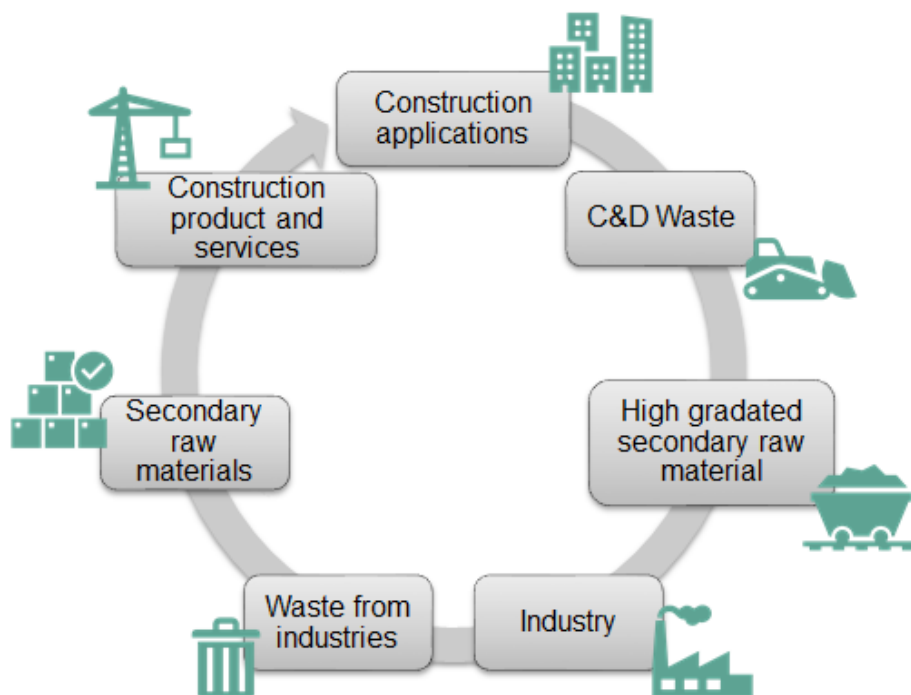 Construction
applications
C&D Waste
High gradated
secondary raw
material
Industry
Waste from
industries
Secondary
raw
materials
Construction
product and
services